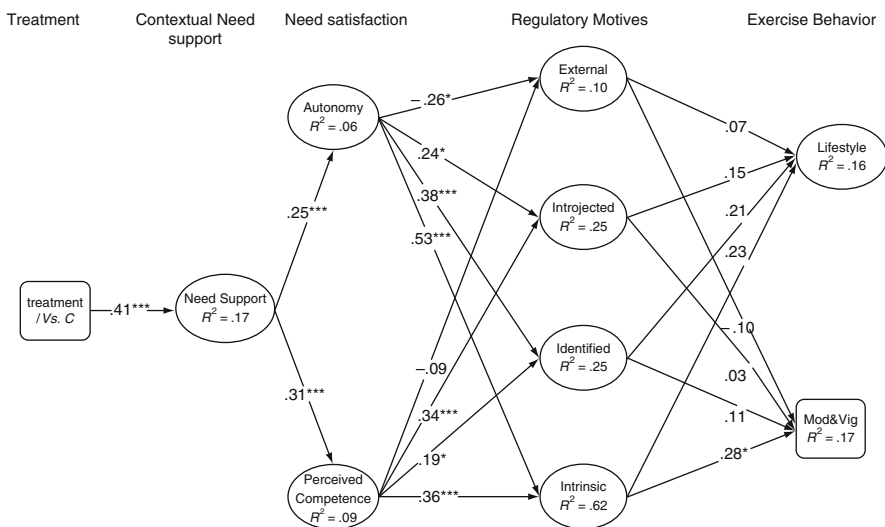 Treatment
Contextual Need
support
Need satisfaction
Regulatory Motives
Exercise Behavior
treatment
/Vs. C
.41***
Need Support
R² = .17
.25***
.31***
Autonomy
R² = .06
Perceived
Competence
R² = .09
–.26*
.24*
.38***
.53***
–.09
.34***
.19*
.36***
External
R² = .10
Introjected
R² = .25
Identified
R² = .25
Intrinsic
R² = .62
.07
.15
.21
.23
–.10
.03
.11
.28*
Lifestyle
R² = .16
Mod&Vig
R² = .17